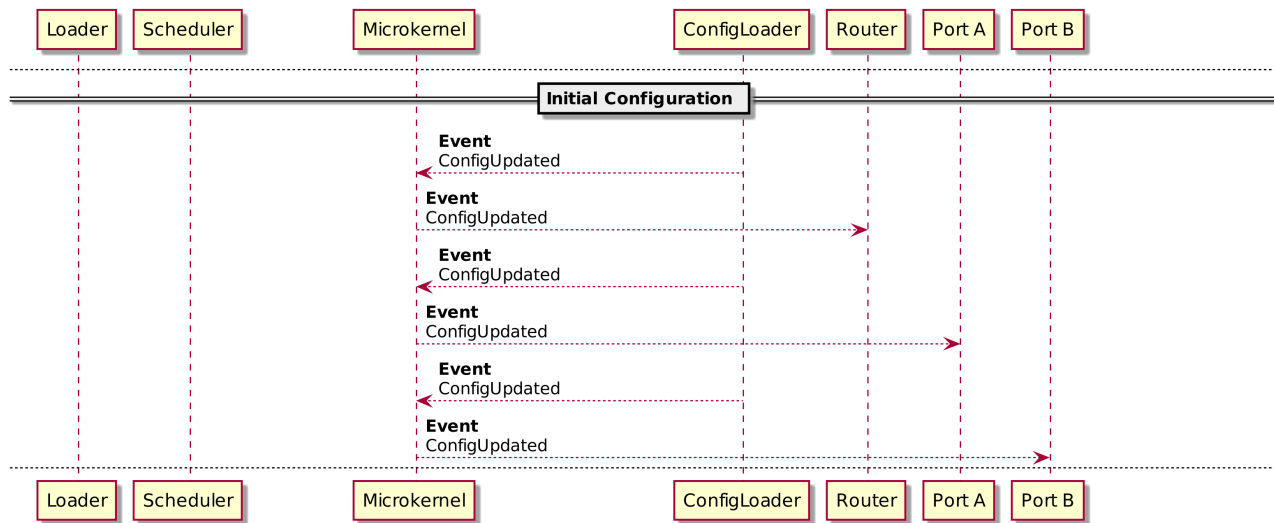 Loader Scheduler Microkernel ConfigLoader Router Port A Port B
Initial Configuration
Event
ConfigUpdated
Event
ConfigUpdated
Event
ConfigUpdated
Event
ConfigUpdated
Event
ConfigUpdated
Event
ConfigUpdated
Loader Scheduler Microkernel ConfigLoader Router Port A Port B